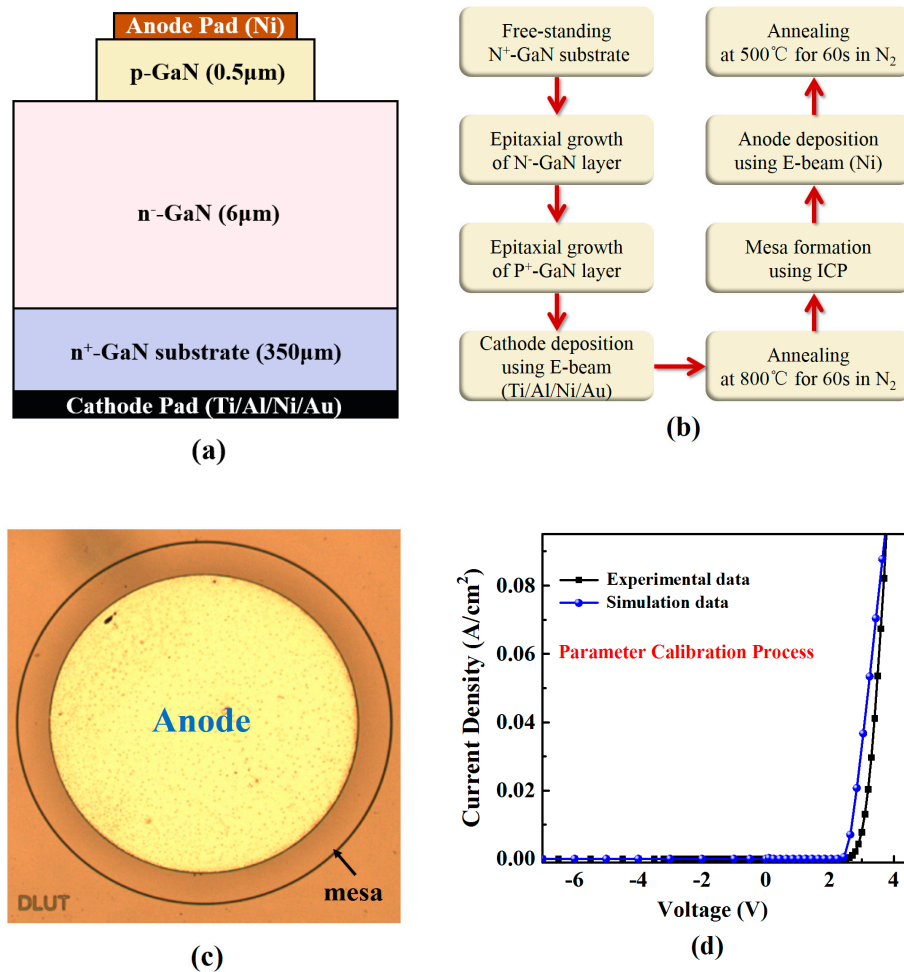 Anode Pad (Ni)
p-GaN (0.5μm)
n⁻-GaN (6μm)
n⁺-GaN substrate (350μm)
Cathode Pad (Ti/Al/Ni/Au)
(a)
Free-standing
N⁺-GaN substrate
Epitaxial growth
of N⁻-GaN layer
Epitaxial growth
of P⁺-GaN layer
Cathode deposition
using E-beam
(Ti/Al/Ni/Au)
Annealing
at 800℃ for 60s in N₂
Mesa formation
using ICP
Anode deposition
using E-beam (Ni)
Annealing
at 500℃ for 60s in N₂
(b)
Anode
mesa
DLUT
(c)
Current Density (A/cm²)
0.08
0.06
0.04
0.02
0.00
Experimental data
Simulation data
Parameter Calibration Process
-6 -4 -2 0 2 4
Voltage (V)
(d)